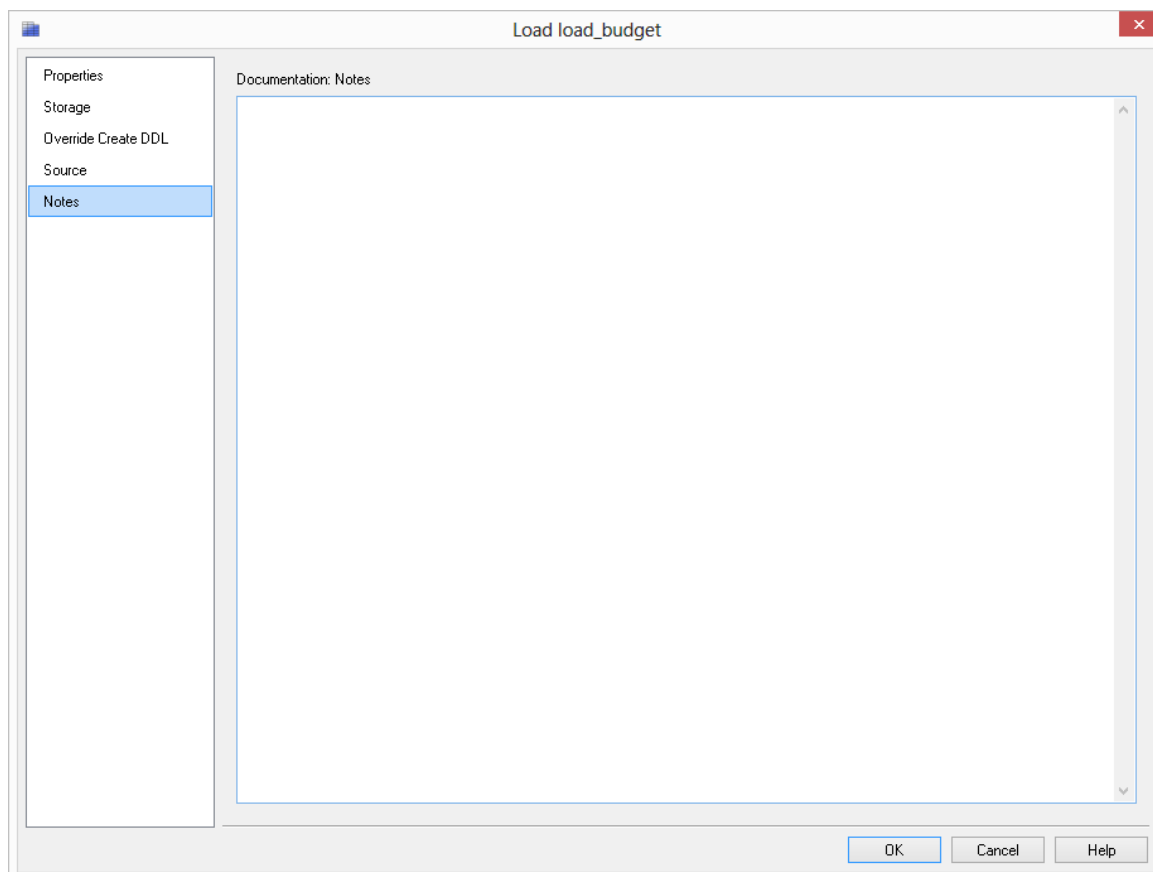 Load load_budget
Properties
Storage
Override Create DDL
Source
Notes
Documentation: Notes
OK
Cancel
Help